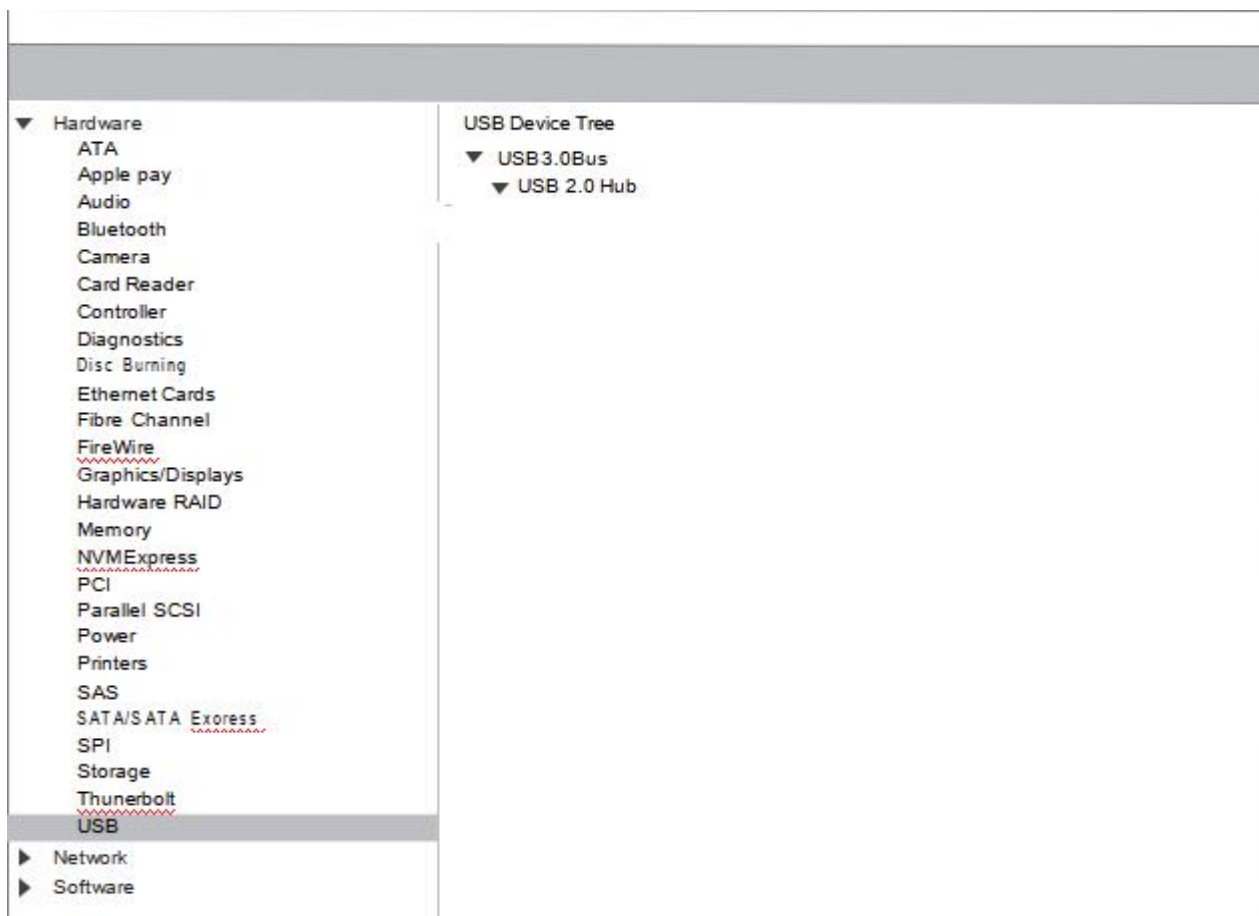 Hardware
ATA
Apple pay
Audio
Bluetooth
Camera
Card Reader
Controller
Diagnostics
Disc Burning
Ethernet Cards
Fibre Channel
FireWire
Graphics/Displays
Hardware RAID
Memory
NVMExpress
PCI
Parallel SCSI
Power
Printers
SAS
SATA/SATA Exoress
SPI
Storage
Thunerbolt
USB
Network
Software
USB Device Tree
USB3.0Bus
USB 2.0 Hub